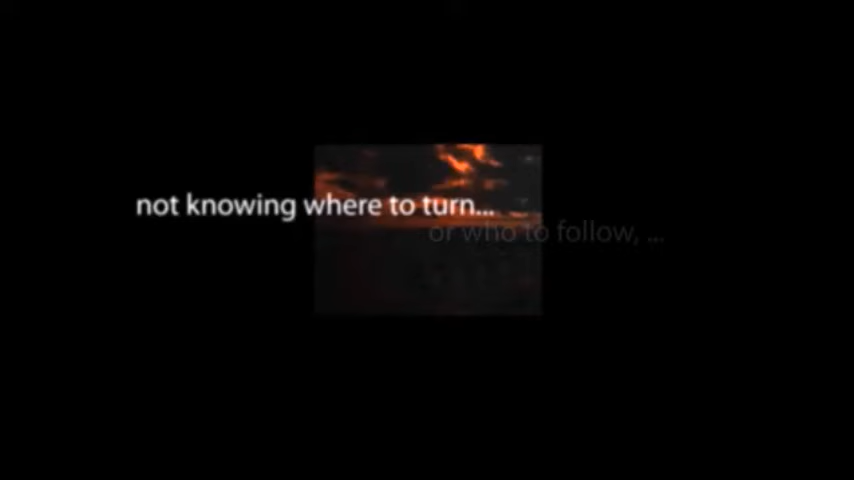 not knowing where to turn...
or who to follow, ...